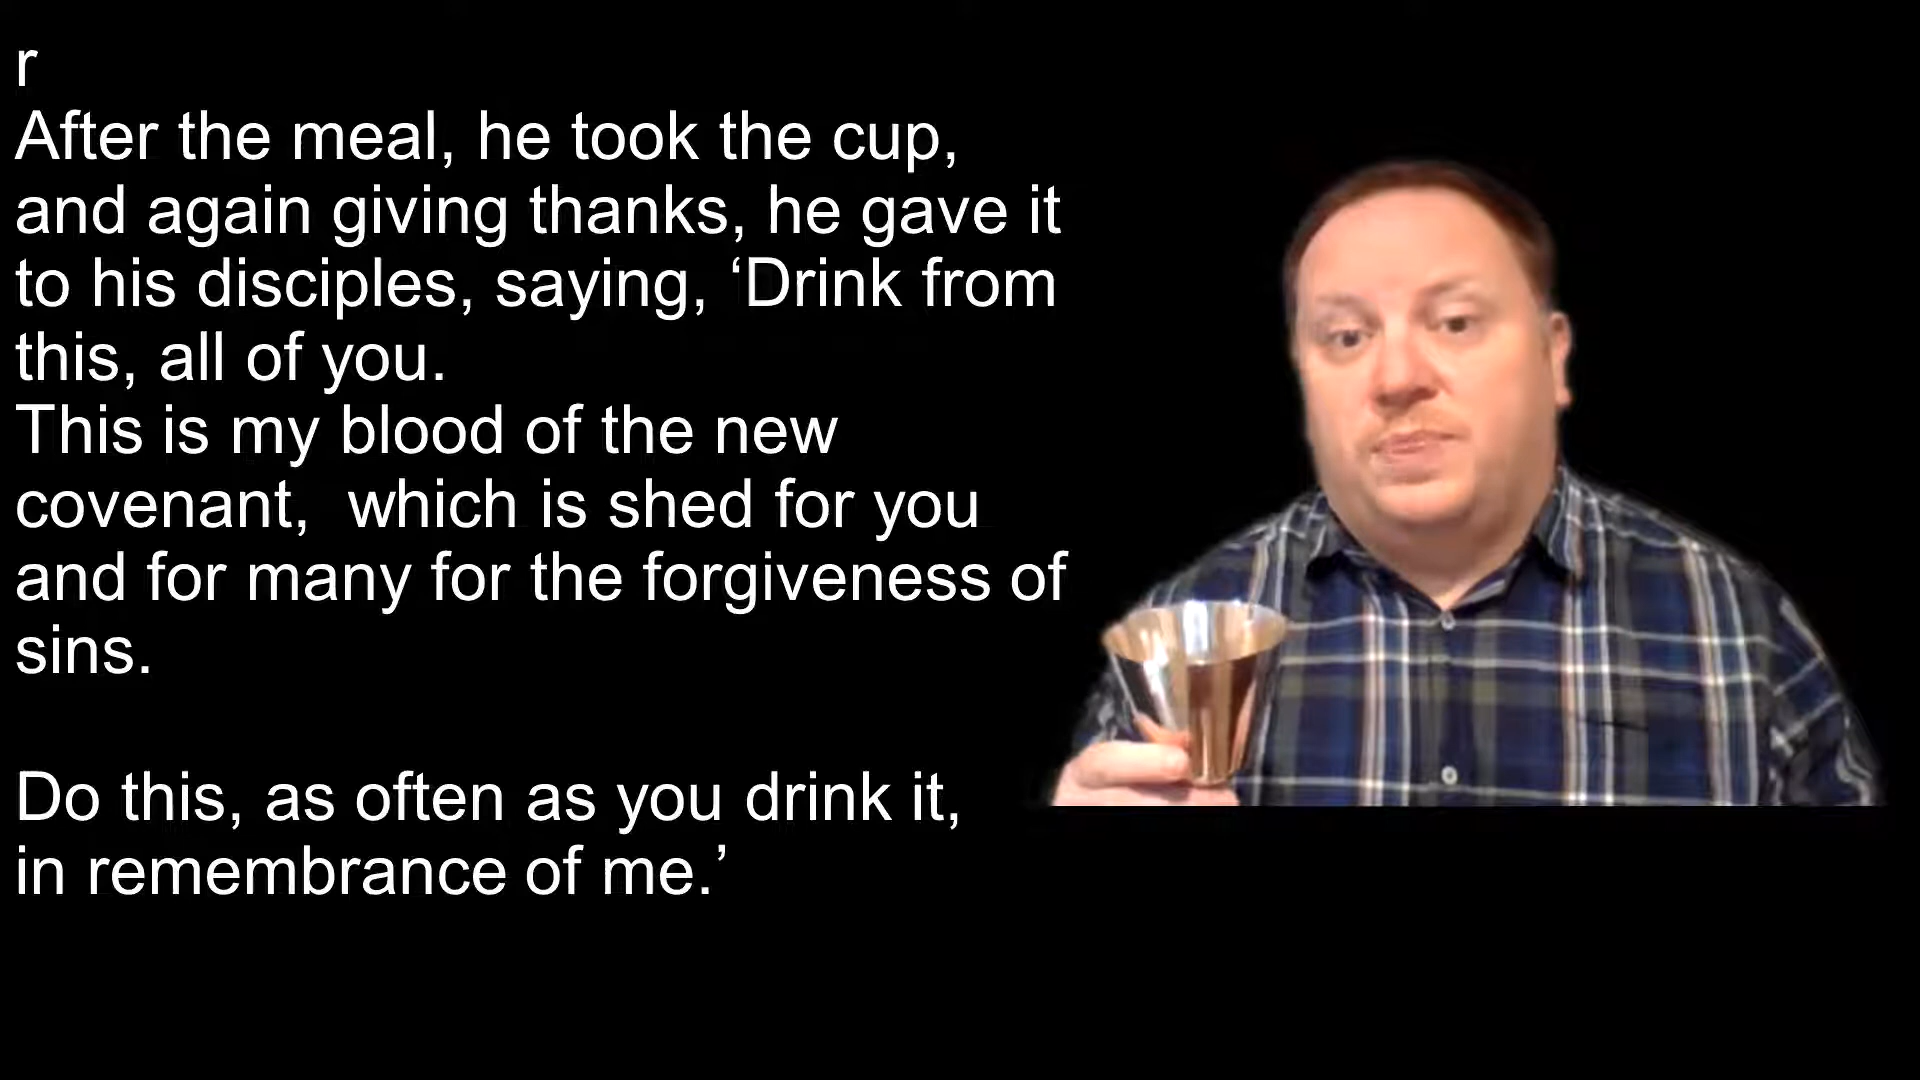 r
After the meal, he took the cup,
and again giving thanks, he gave it
to his disciples, saying, ‘Drink from
this, all of you.
This is my blood of the new
covenant,  which is shed for you
and for many for the forgiveness of
sins.
Do this, as often as you drink it,
in remembrance of me.’